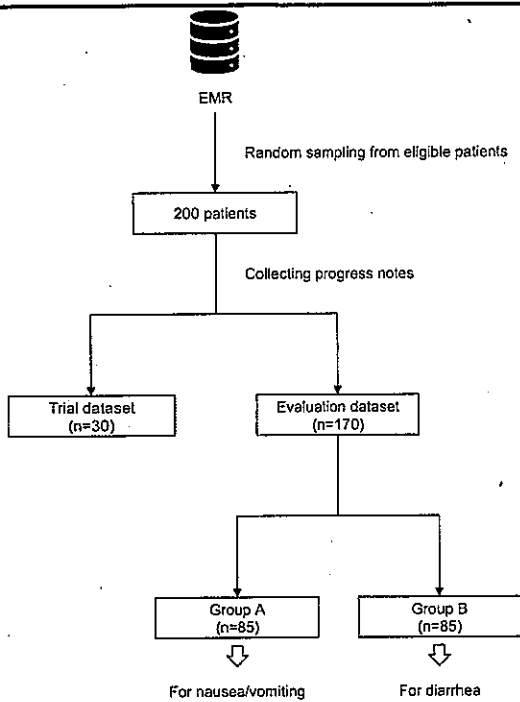 EMR
Random sampling from eligible patients
200 patients
Collecting progress notes
Trial dataset
(n=30)
Evaluation dataset
(n=170)
Group A
(n=85)
Group B
(n=85)
For nausea/vomiting
For diarrhea